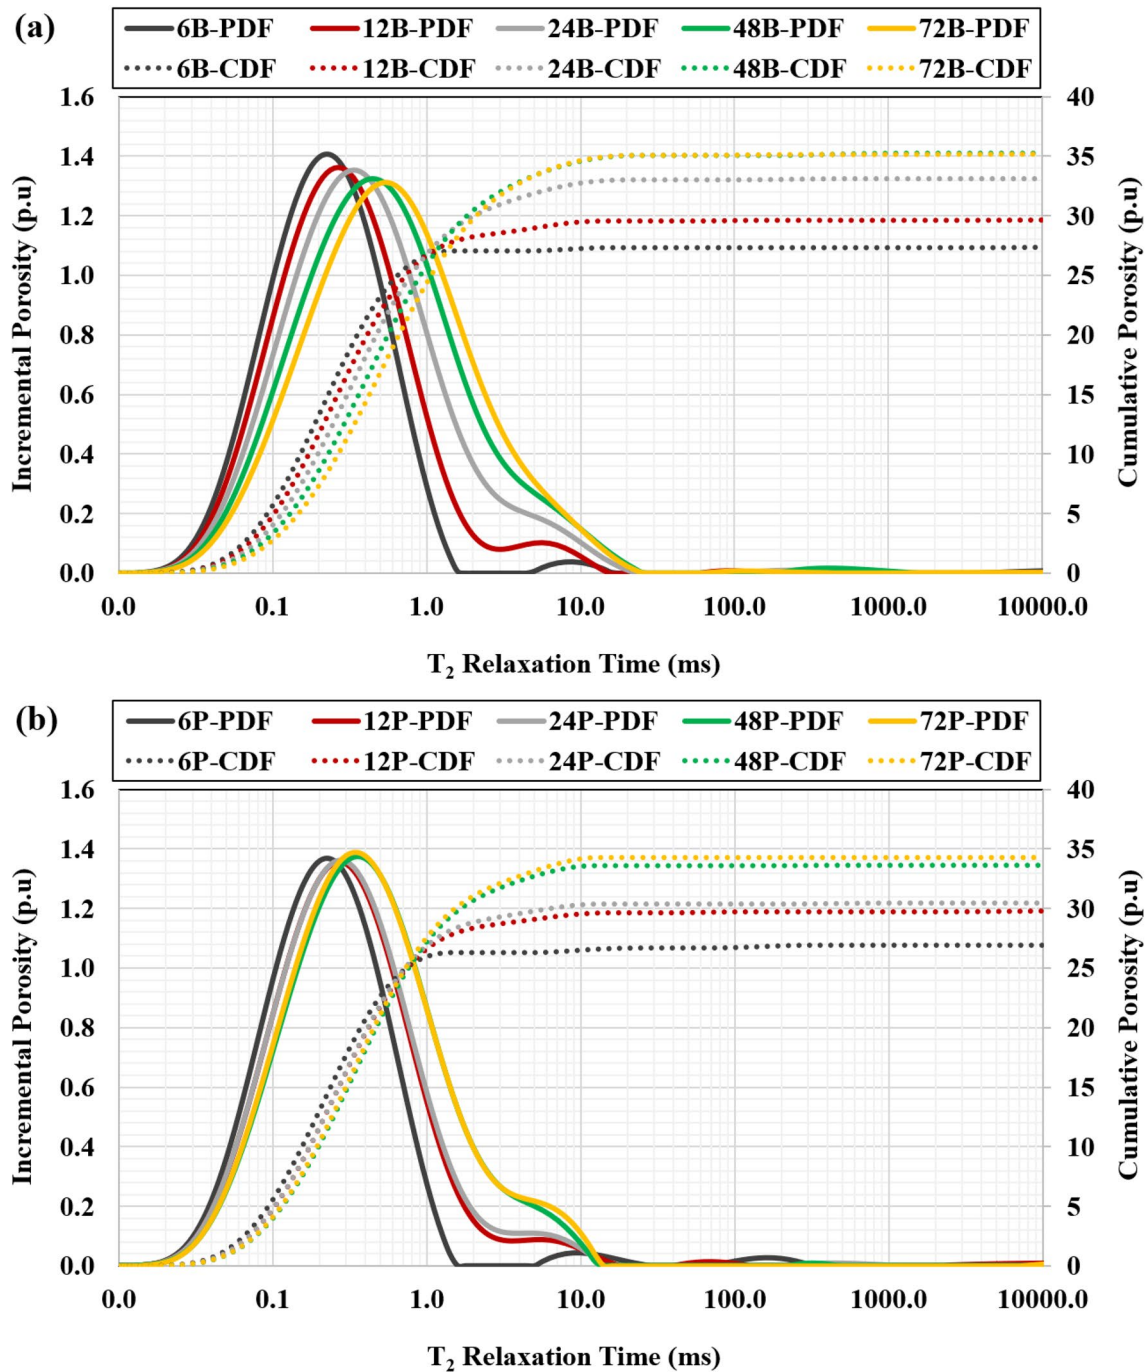 (a)
6B-PDF 12B-PDF 24B-PDF 48B-PDF 72B-PDF
6B-CDF 12B-CDF 24B-CDF 48B-CDF 72B-CDF
1.6 40
1.4 35
1.2 30
1.0 25
0.8 20
0.6 15
0.4 10
0.2 5
0.0 0
Incremental Porosity (p.u)
Cumulative Porosity (p.u)
0.0 0.1 1.0 10.0 100.0 1000.0 10000.0
T2 Relaxation Time (ms)
(b)
6P-PDF 12P-PDF 24P-PDF 48P-PDF 72P-PDF
6P-CDF 12P-CDF 24P-CDF 48P-CDF 72P-CDF
1.6 40
1.4 35
1.2 30
1.0 25
0.8 20
0.6 15
0.4 10
0.2 5
0.0 0
Incremental Porosity (p.u)
Cumulative Porosity (p.u)
0.0 0.1 1.0 10.0 100.0 1000.0 10000.0
T2 Relaxation Time (ms)